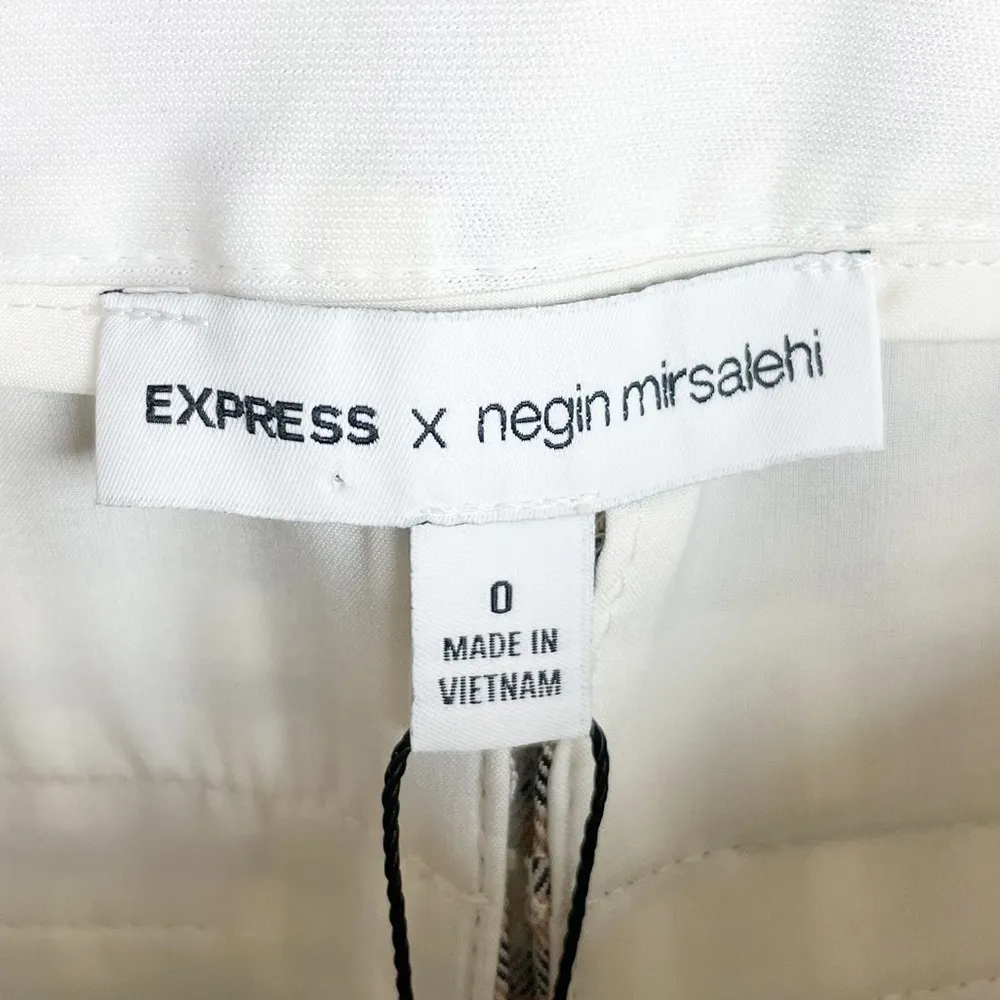 EXPRESS x negin mirsalehi
0
MADE IN
VIETNAM